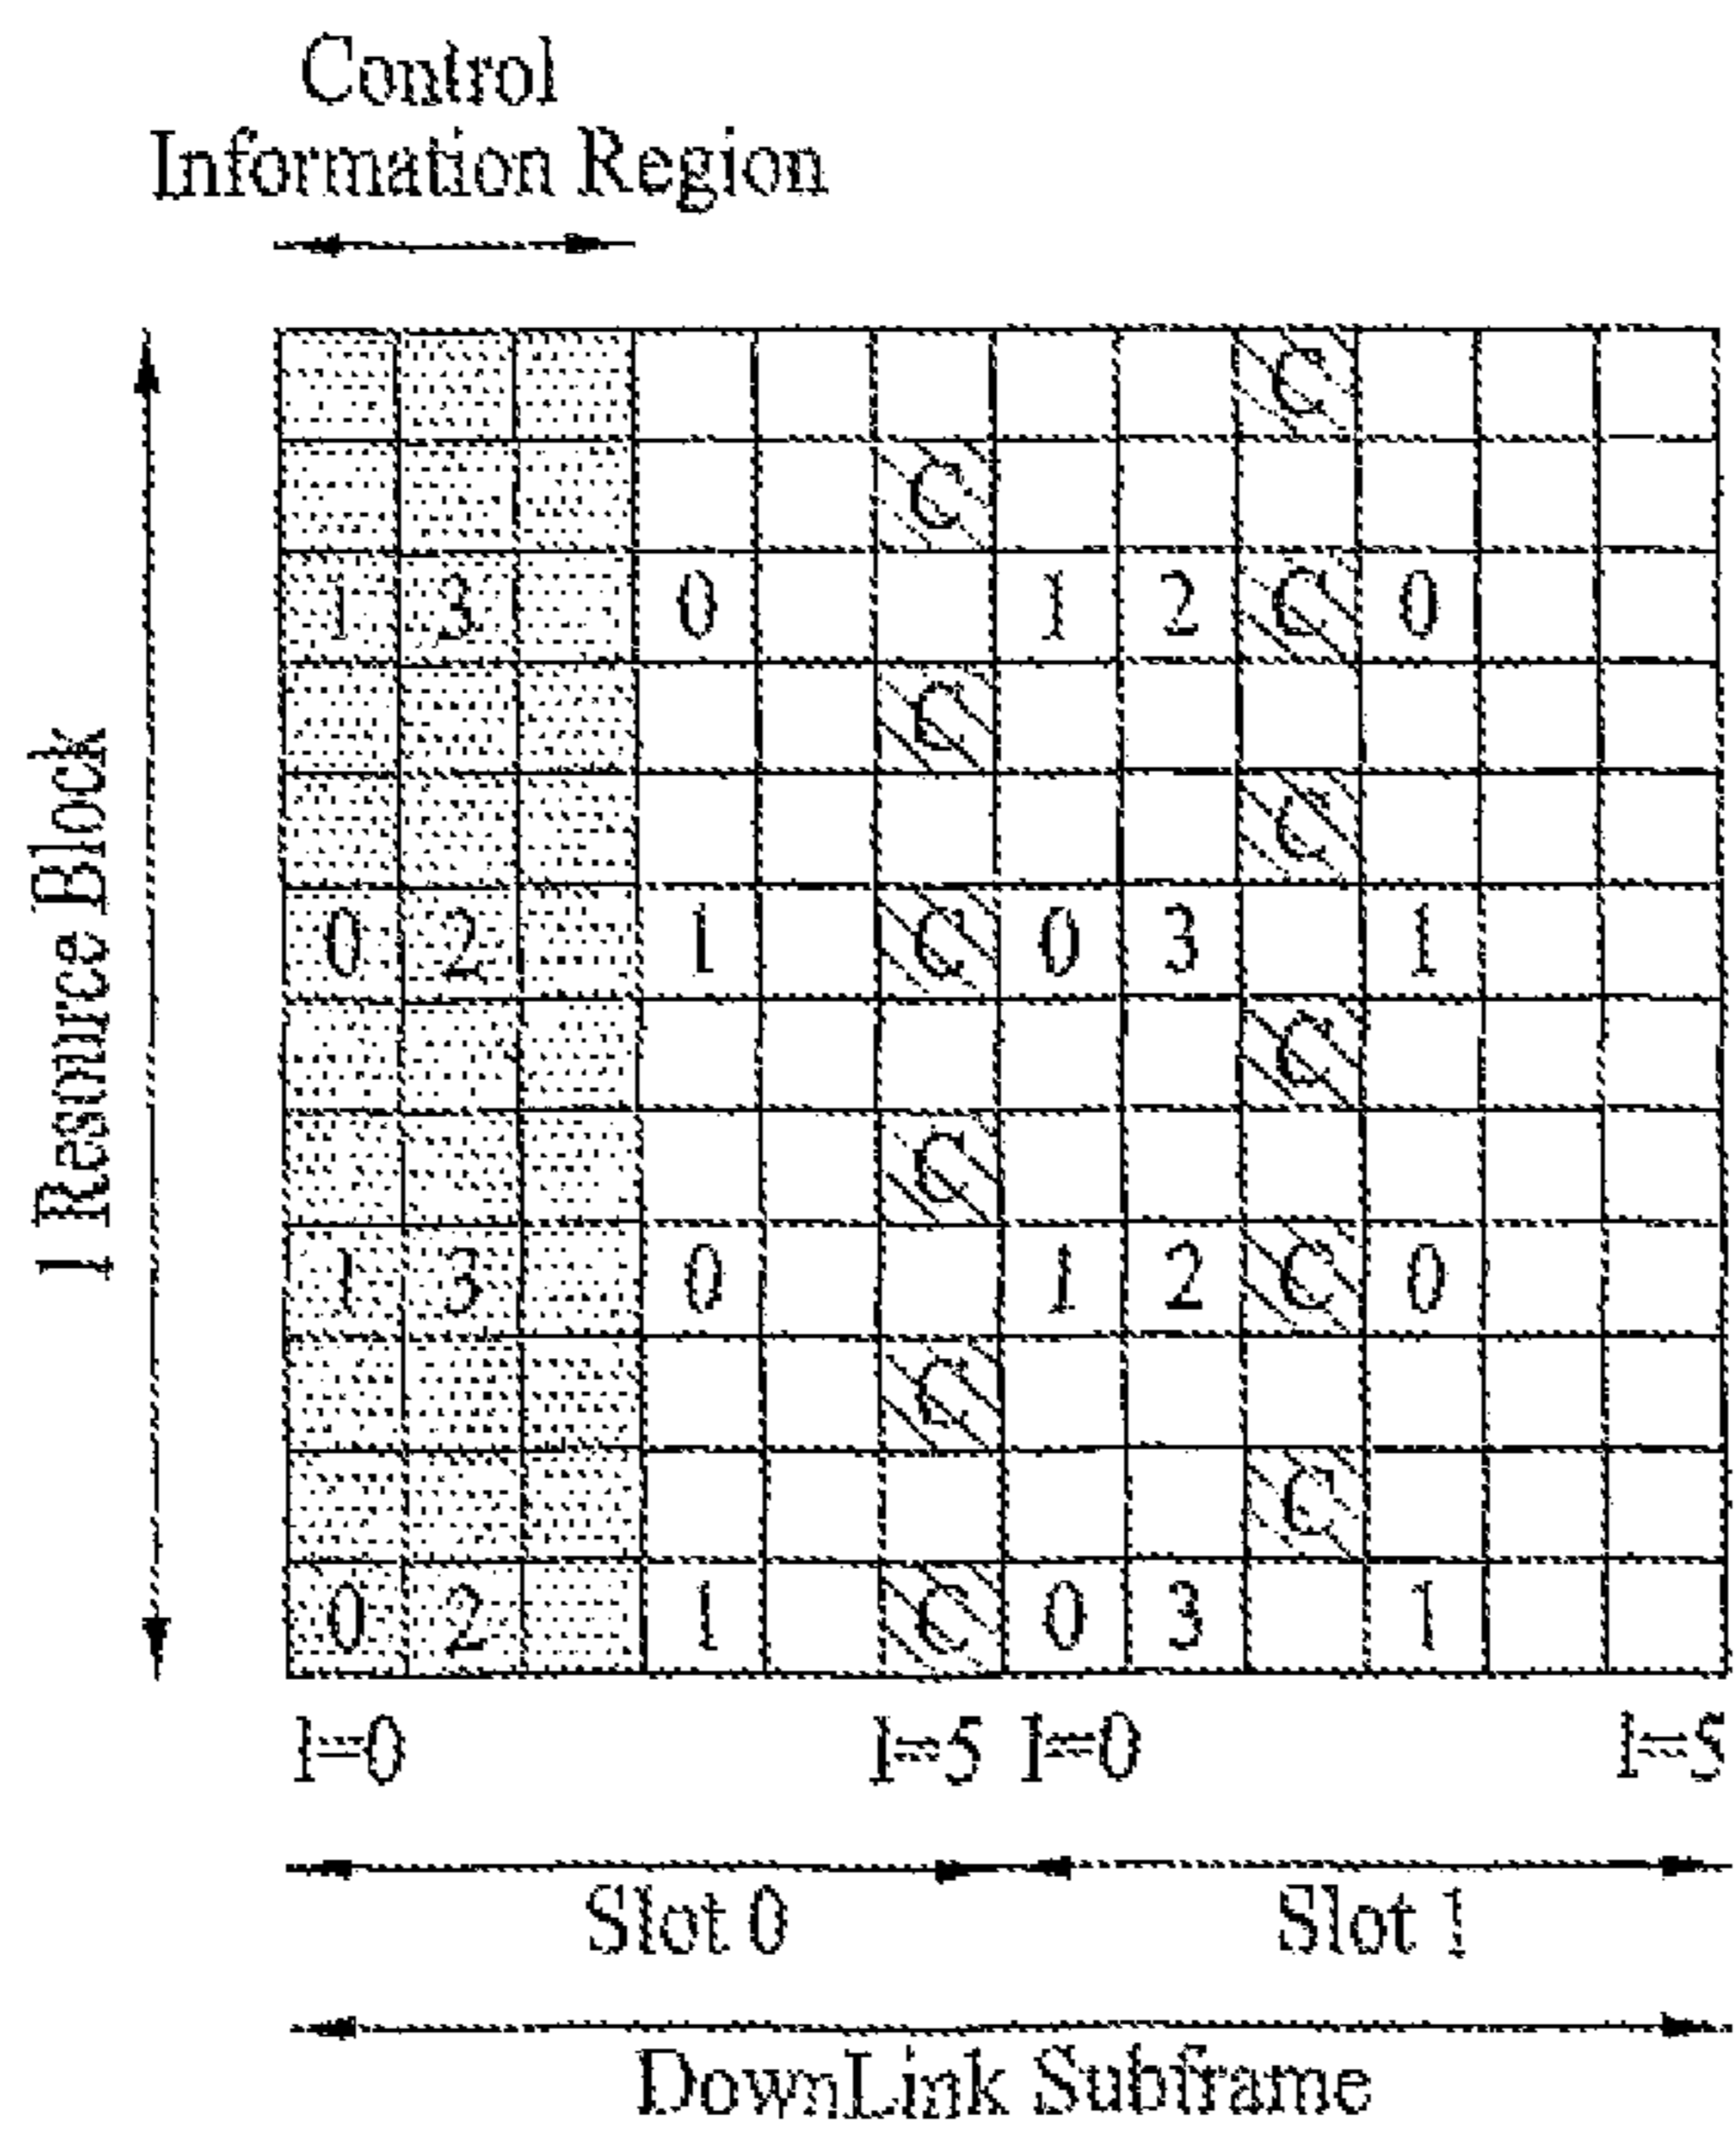 Control
Information Region
1 Resource Block
C
C
1 3 0 1 2 C 0
C
C
0 2 1 C 0 3 1
C
C
1 3 0 1 2 C 0
C
C
0 2 1 C 0 3 1
l=0 l=5 l=0 l=5
Slot 0 Slot 1
DownLink Subframe